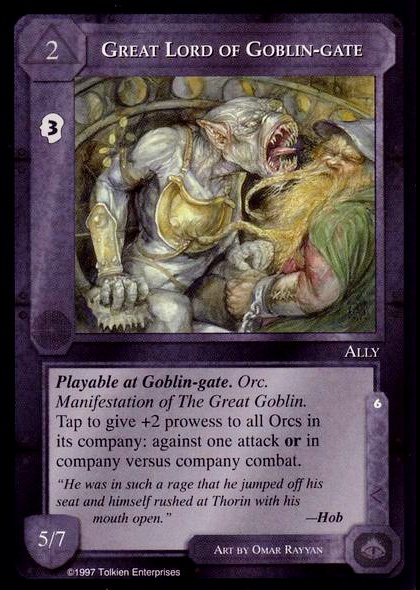 2
GREAT LORD OF GOBLIN-GATE
3
ALLY
Playable at Goblin-gate. Orc.
Manifestation of The Great Goblin.
Tap to give +2 prowess to all Orcs in
its company: against one attack or in
company versus company combat.
6
"He was in such a rage that he jumped off his
seat and himself rushed at Thorin with his
mouth open." —Hob
5/7
ART BY OMAR RAYYAN
©1997 Tolkien Enterprises